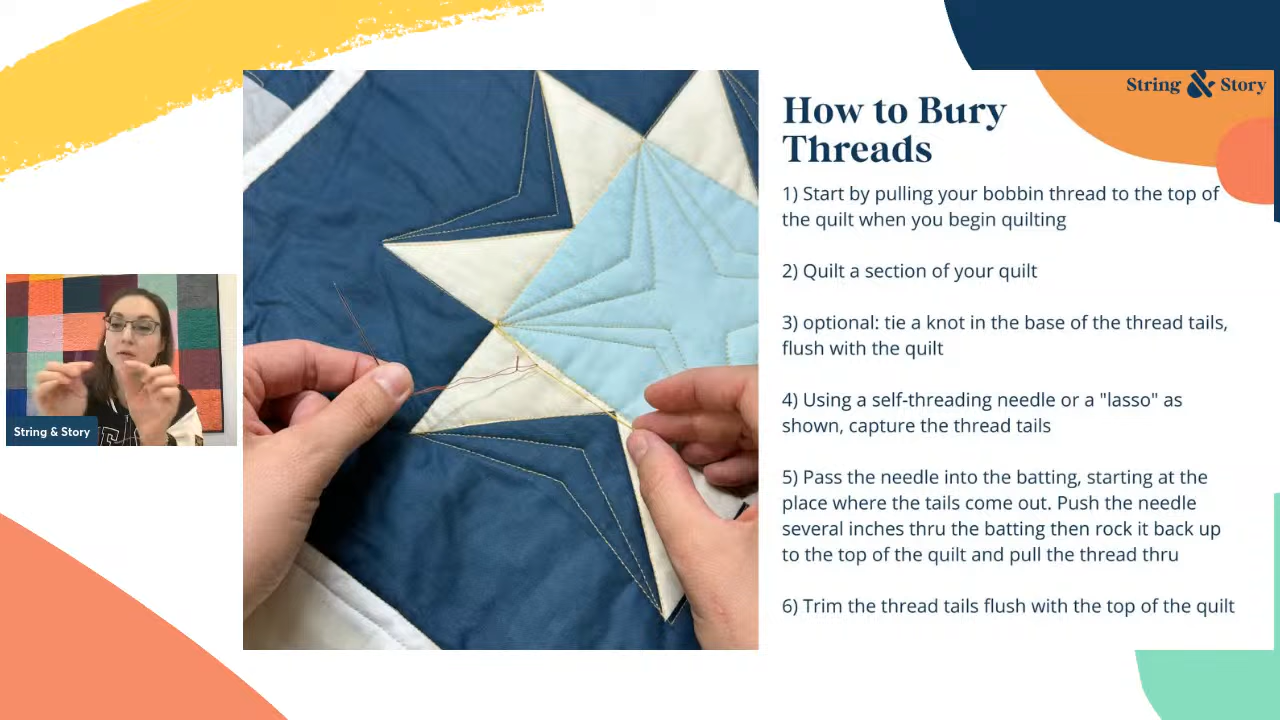 String & Story
How to Bury
Threads
1) Start by pulling your bobbin thread to the top of
the quilt when you begin quilting
2) Quilt a section of your quilt
3) optional: tie a knot in the base of the thread tails,
flush with the quilt
4) Using a self-threading needle or a "lasso" as
shown, capture the thread tails
5) Pass the needle into the batting, starting at the
place where the tails come out. Push the needle
several inches thru the batting then rock it back up
to the top of the quilt and pull the thread thru
6) Trim the thread tails flush with the top of the quilt
String & Story